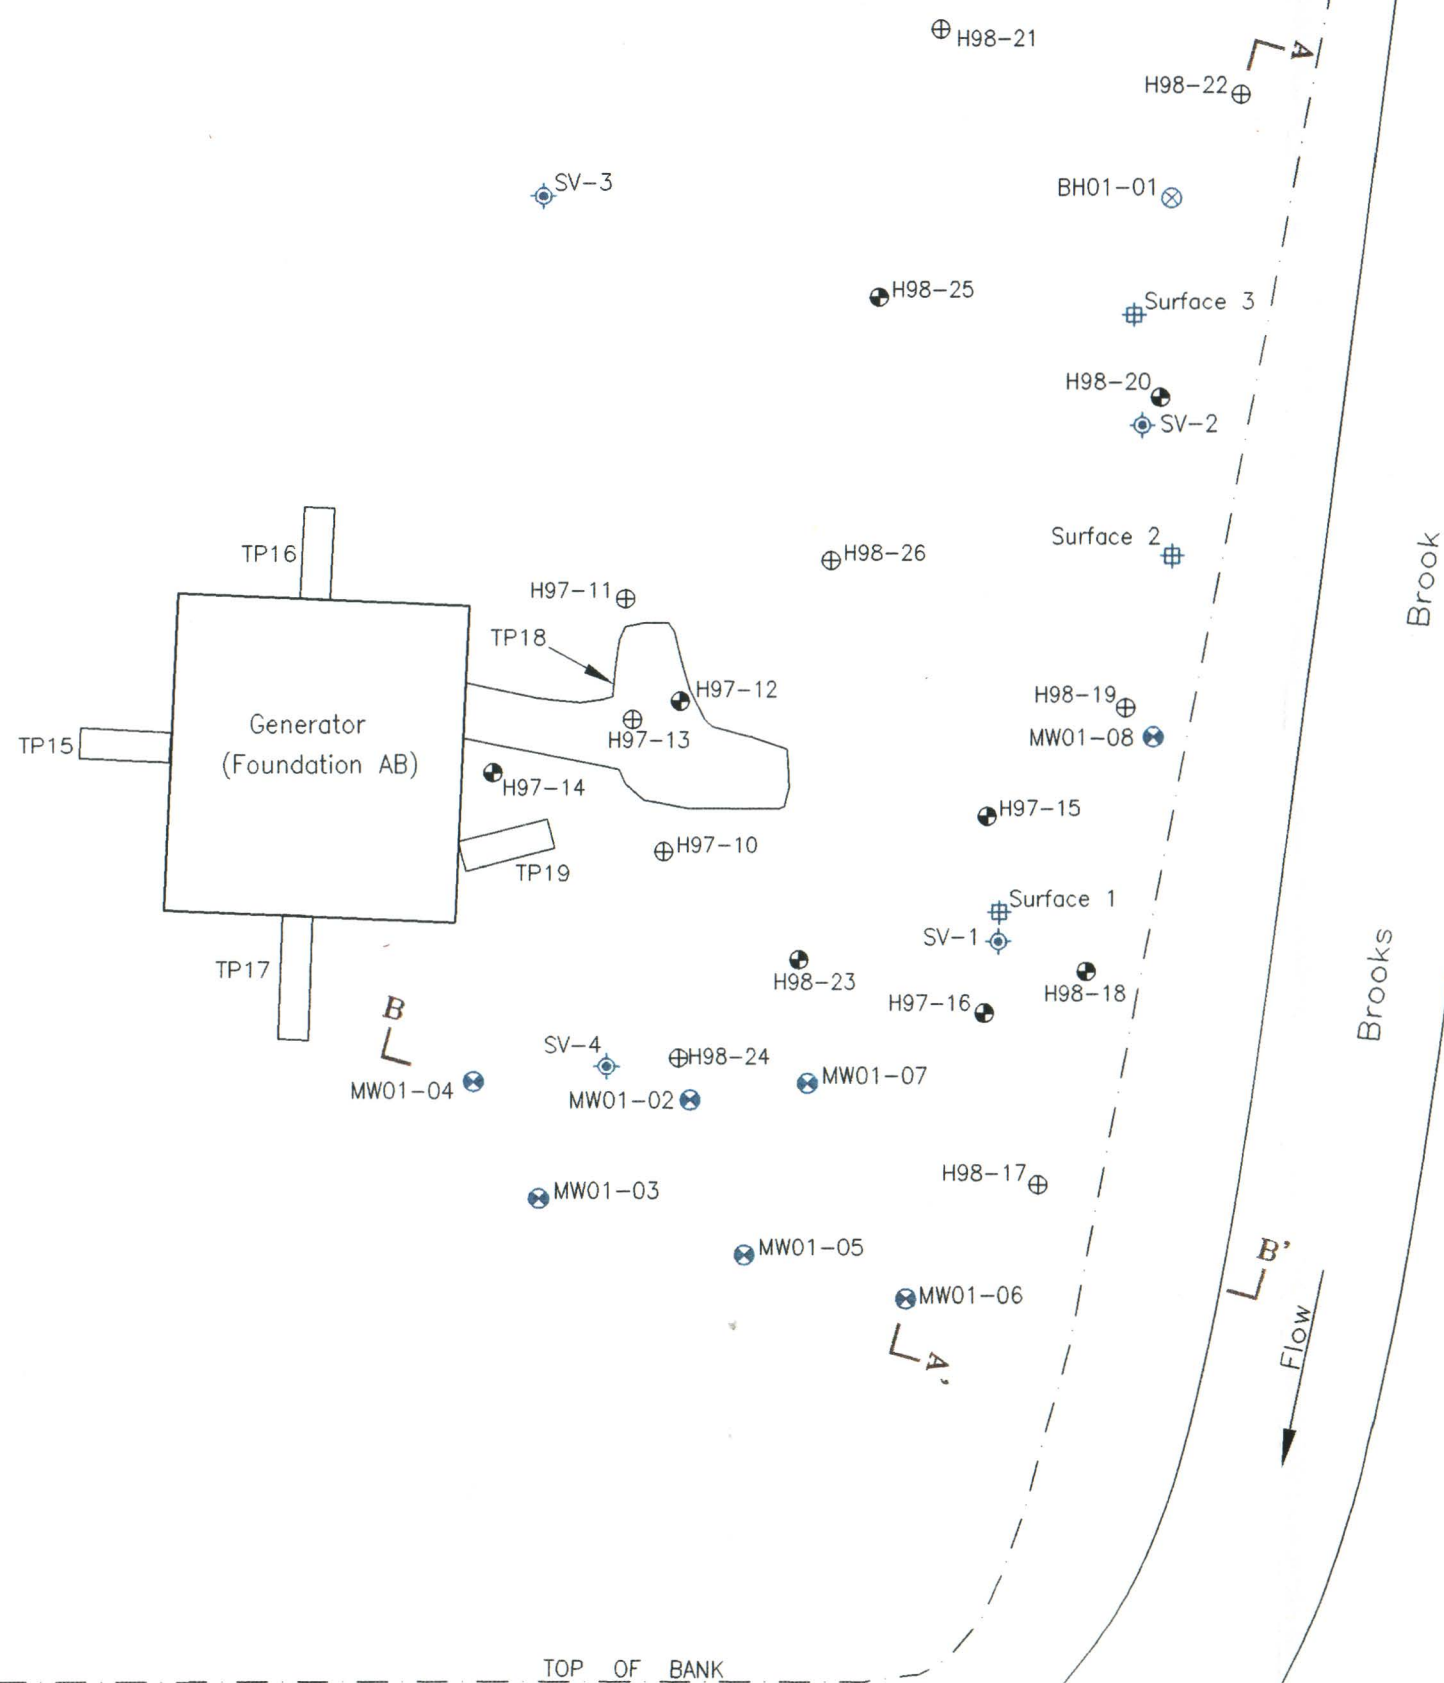 H98-21
A
H98-22
SV-3
BH01-01
H98-25
Surface 3
H98-20
SV-2
Surface 2
Brook
TP16
H98-26
H97-11
TP18
H97-12
H98-19
Generator
(Foundation AB)
TP15
H97-13
MW01-08
H97-14
H97-15
H97-10
TP19
Surface 1
SV-1
Brooks
TP17
H98-23
H98-18
H97-16
B
SV-4
H98-24
MW01-07
MW01-04
MW01-02
H98-17
MW01-03
MW01-05
B'
MW01-06
Flow
A'
TOP OF BANK